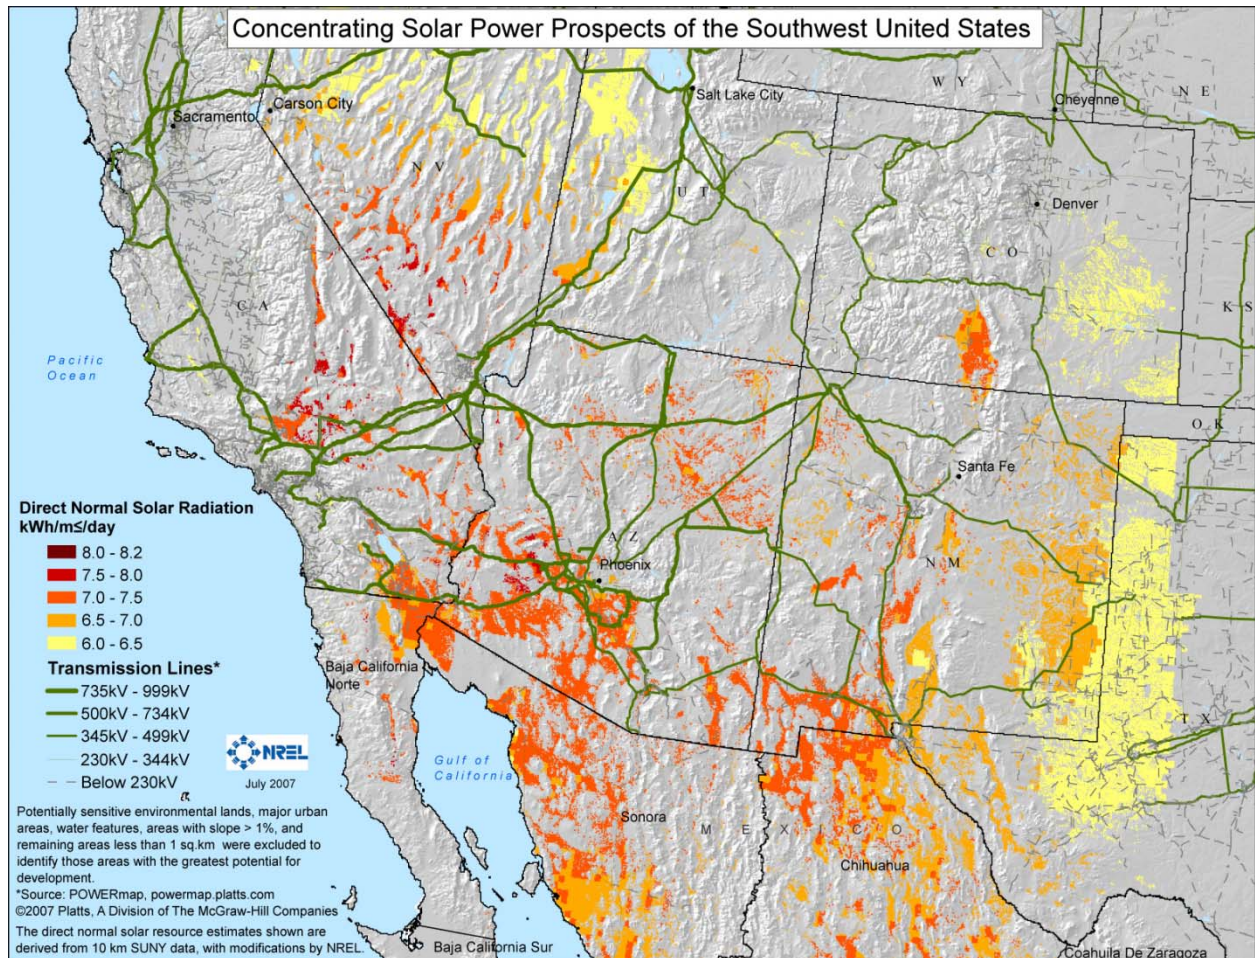 Concentrating Solar Power Prospects of the Southwest United States
W Y
N E
Salt Lake City
Cheyenne
Carson City
Sacramento
N V
U T
Denver
C O
C A
K S
Pacific
Ocean
O K
Santa Fe
Direct Normal Solar Radiation
kWh/m≤/day
8.0 - 8.2
7.5 - 8.0
7.0 - 7.5
6.5 - 7.0
6.0 - 6.5
A Z
Phoenix
N M
Transmission Lines*
735kV - 999kV
500kV - 734kV
345kV - 499kV
230kV - 344kV
Below 230kV
Baja California
Norte
T X
NREL
July 2007
Gulf of
California
Sonora
M E X I C O
Chihuahua
Potentially sensitive environmental lands, major urban
areas, water features, areas with slope > 1%, and
remaining areas less than 1 sq.km were excluded to
identify those areas with the greatest potential for
development.
*Source: POWERmap, powermap.platts.com
©2007 Platts, A Division of The McGraw-Hill Companies
The direct normal solar resource estimates shown are
derived from 10 km SUNY data, with modifications by NREL.
Baja California Sur
Coahuila De Zaragoza